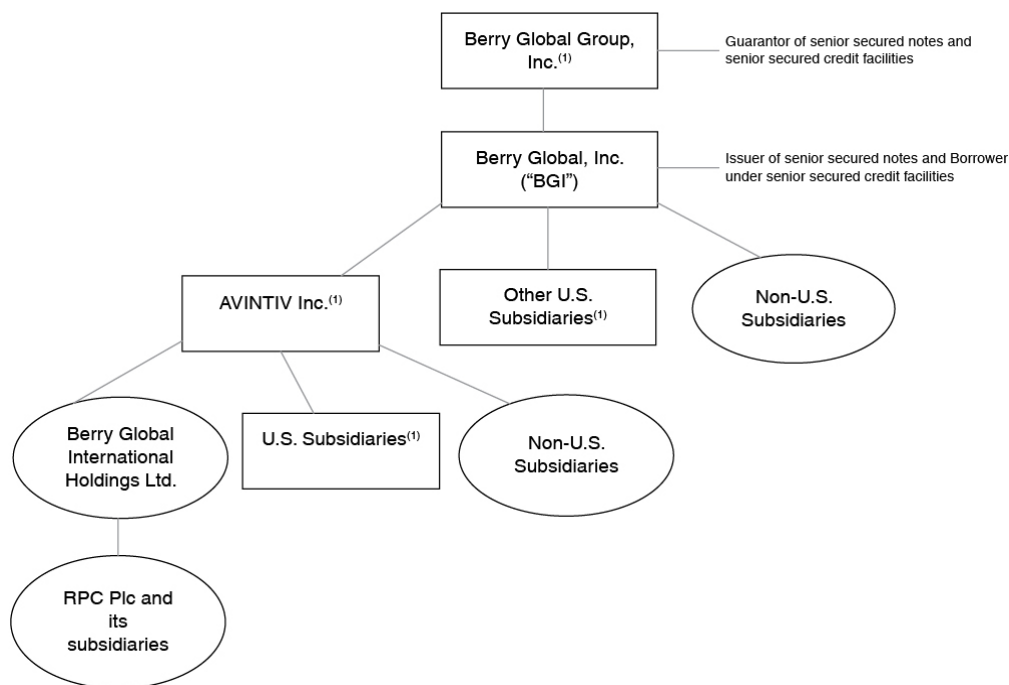 Berry Global Group,
Inc.(1)
Guarantor of senior secured notes and
senior secured credit facilities
Berry Global, Inc.
(“BGI”)
Issuer of senior secured notes and Borrower
under senior secured credit facilities
AVINTIV Inc.(1)
Other U.S.
Subsidiaries(1)
Non-U.S.
Subsidiaries
Berry Global
International
Holdings Ltd.
U.S. Subsidiaries(1)
Non-U.S.
Subsidiaries
RPC Plc and
its
subsidiaries